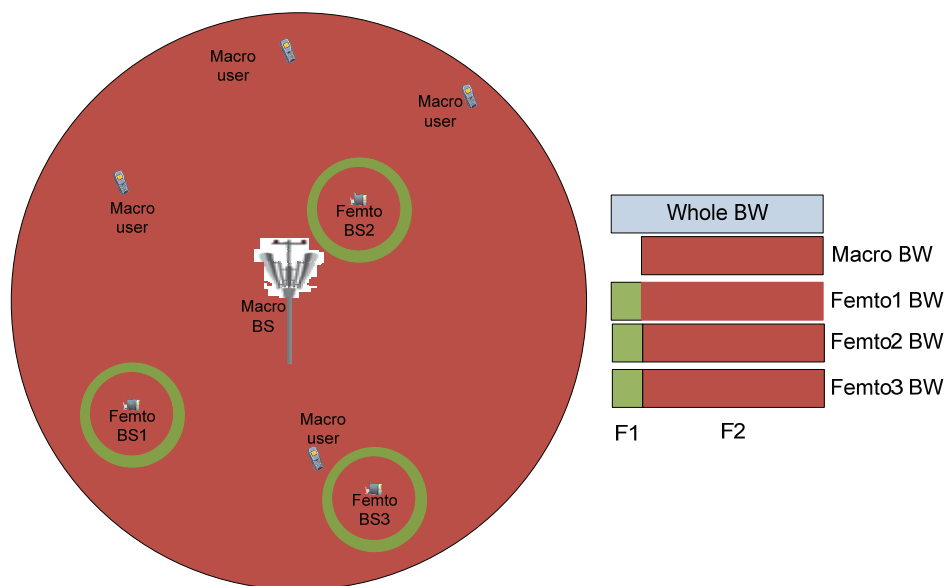 Macro
user
Macro
user
Macro
user
Femto
BS2
Macro
BS
Femto
BS1
Macro
user
Femto
BS3
Whole BW
Macro BW
Femto1 BW
Femto2 BW
Femto3 BW
F1
F2